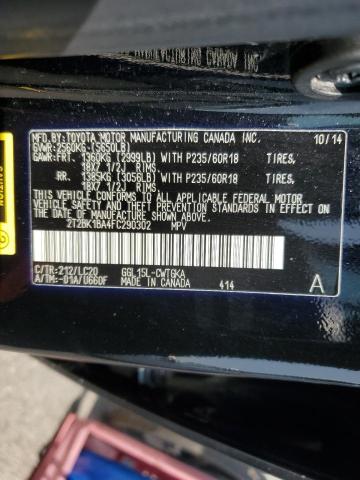 MFD.BY: TOYOTA MOTOR MANUFACTURING CANADA INC. 10/14
GVWR: 2560KG (5650LB)
GAWR: FRT. 1360KG (2999LB) WITH P235/60R18 TIRES,
18X7 1/2J RIMS
RR. 1385KG (3056LB) WITH P235/60R18 TIRES,
18X7 1/2J RIMS
THIS VEHICLE CONFORMS TO ALL APPLICABLE FEDERAL MOTOR
VEHICLE SAFETY, BUMPER, AND THEFT PREVENTION STANDARDS
IN EFFECT ON THE DATE OF MANUFACTURE SHOWN ABOVE.
2T2BK1BA4FC290302 MPV
C/TR:212/LC20 GGL15L-CWTGKA A
A/TM:-01A/U660F MADE IN CANADA 414